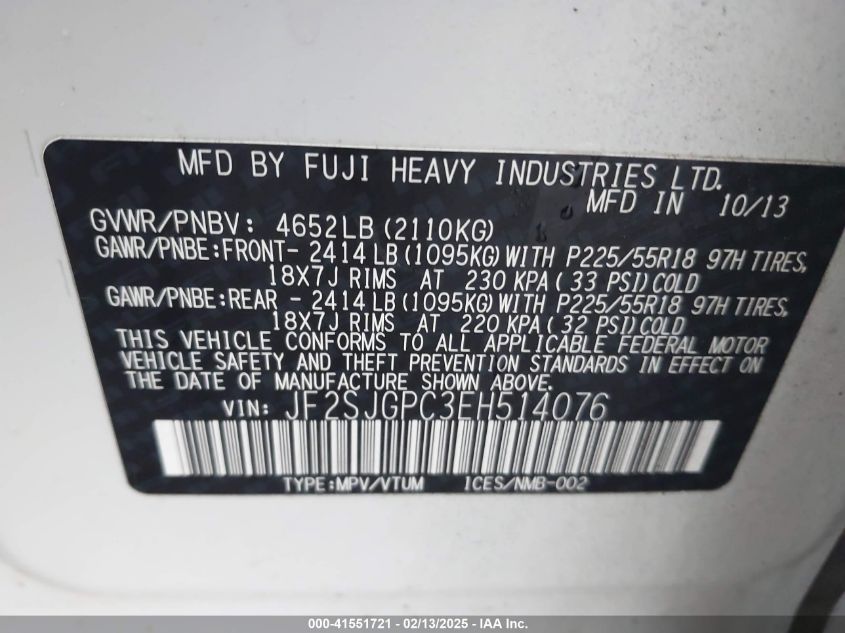 MFD BY FUJI HEAVY INDUSTRIES LTD.
MFD IN 10/13
GVWR/PNBV: 4652LB (2110KG)
GAWR/PNBE:FRONT- 2414 LB (1095KG) WITH P225/55R18 97H TIRES,
18X7J RIMS AT 230 KPA ( 33 PSI) COLD
GAWR/PNBE:REAR - 2414 LB (1095KG) WITH P225/55R18 97H TIRES,
18X7J RIMS AT 220 KPA ( 32 PSI) COLD
THIS VEHICLE CONFORMS TO ALL APPLICABLE FEDERAL MOTOR
VEHICLE SAFETY AND THEFT PREVENTION STANDARDS IN EFFECT ON
THE DATE OF MANUFACTURE SHOWN ABOVE.
VIN: JF2SJGPC3EH514076
TYPE:MPV/VTUM ICES/NMB-002
000-41551721 - 02/13/2025 - IAA Inc.